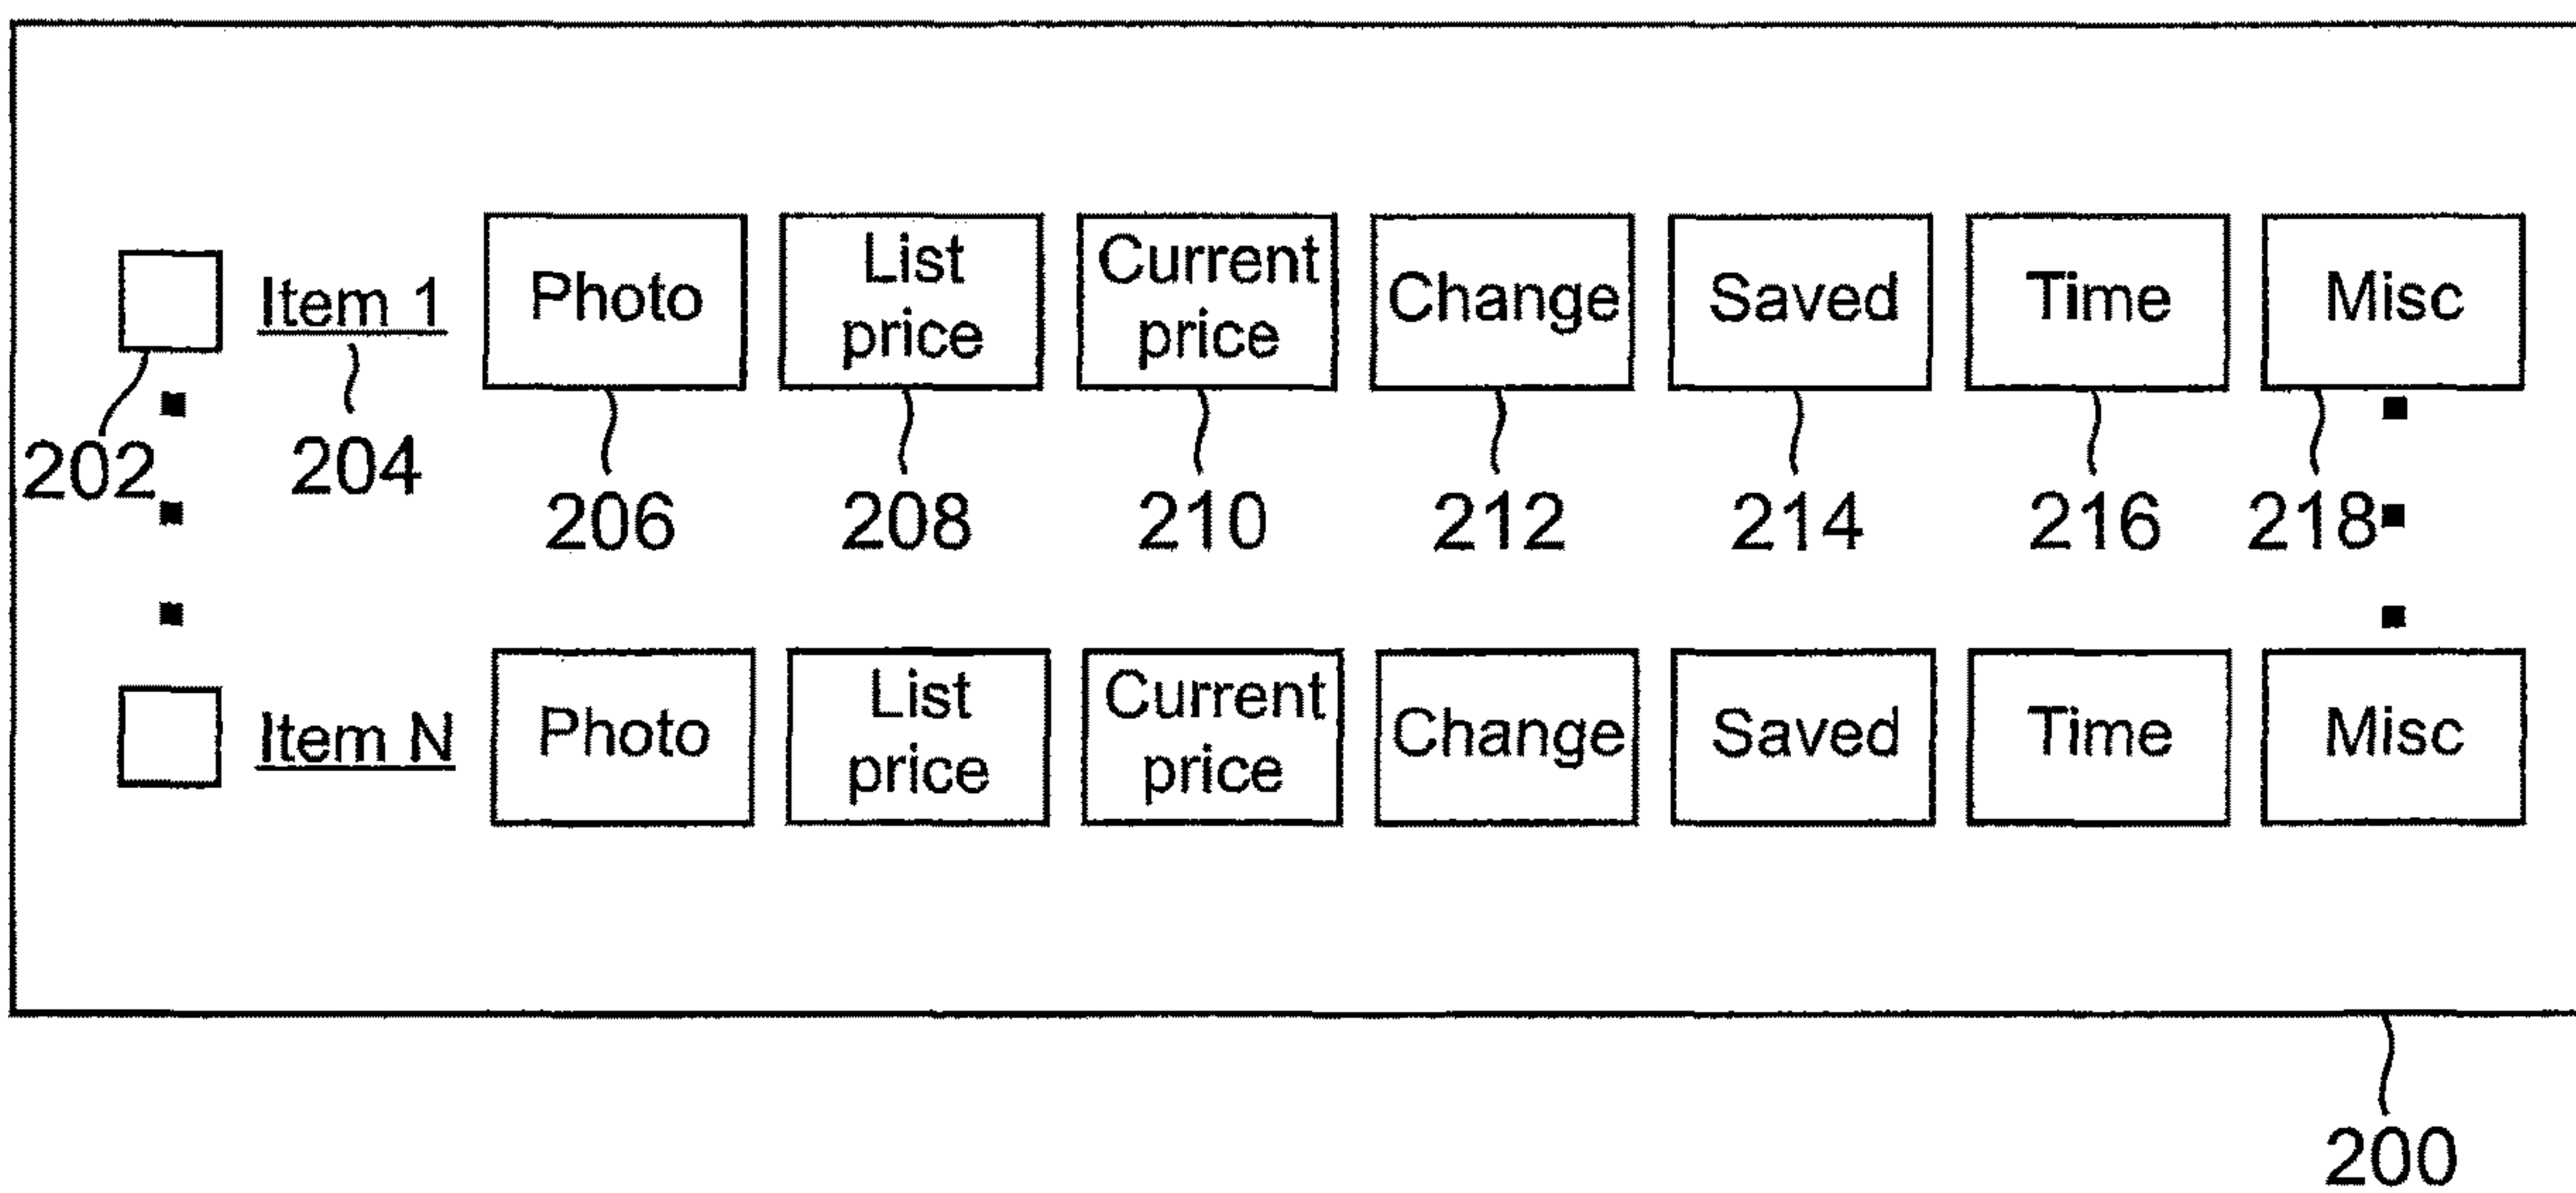 Item 1 Photo List price Current price Change Saved Time Misc
202 204 206 208 210 212 214 216 218
Item N Photo List price Current price Change Saved Time Misc
200